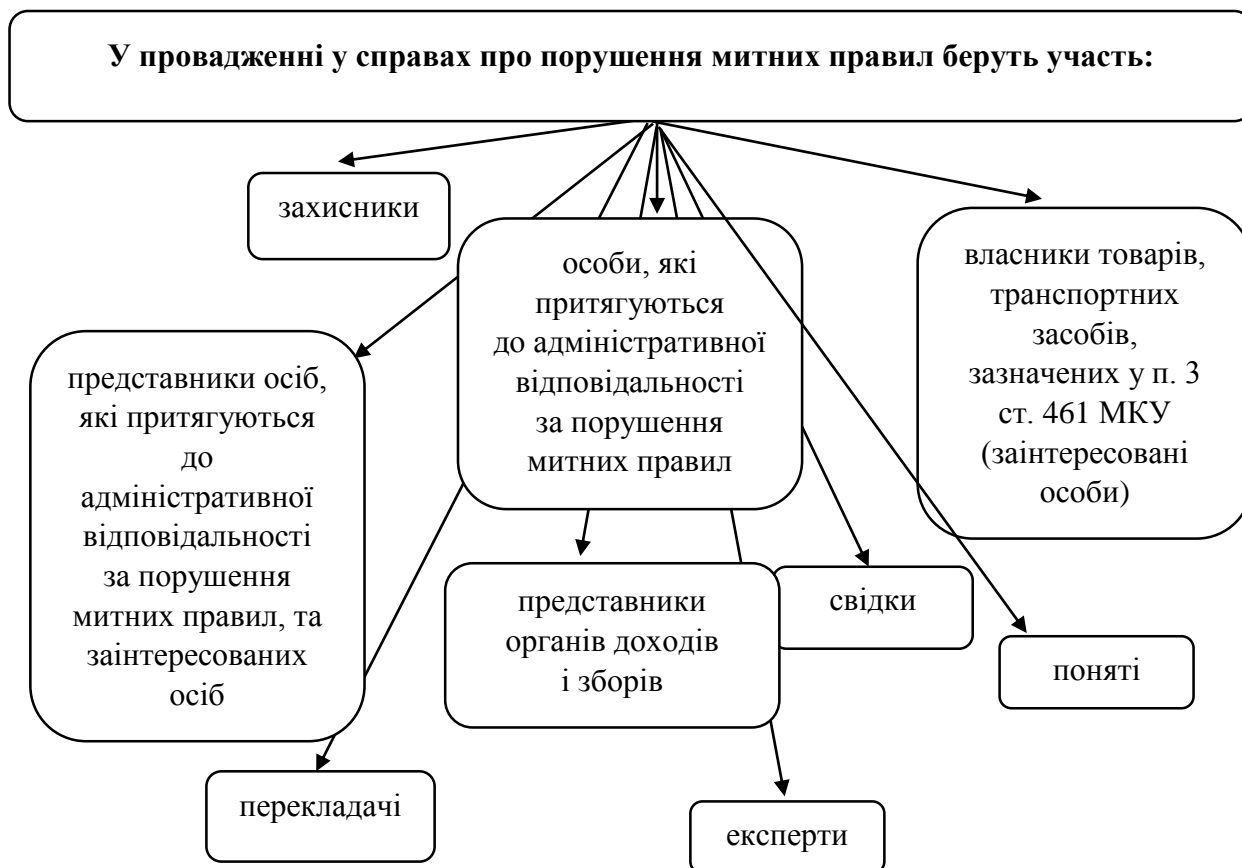 У провадженні у справах про порушення митних правил беруть участь:
захисники
особи, які
притягуються
до адміністративної
відповідальності
за порушення
митних правил
власники товарів,
транспортних
засобів,
зазначених у п. 3
ст. 461 МКУ
(заінтересовані
особи)
представники осіб,
які притягуються
до
адміністративної
відповідальності
за порушення
митних правил, та
заінтересованих
осіб
представники
органів доходів
і зборів
свідки
поняті
перекладачі
експерти